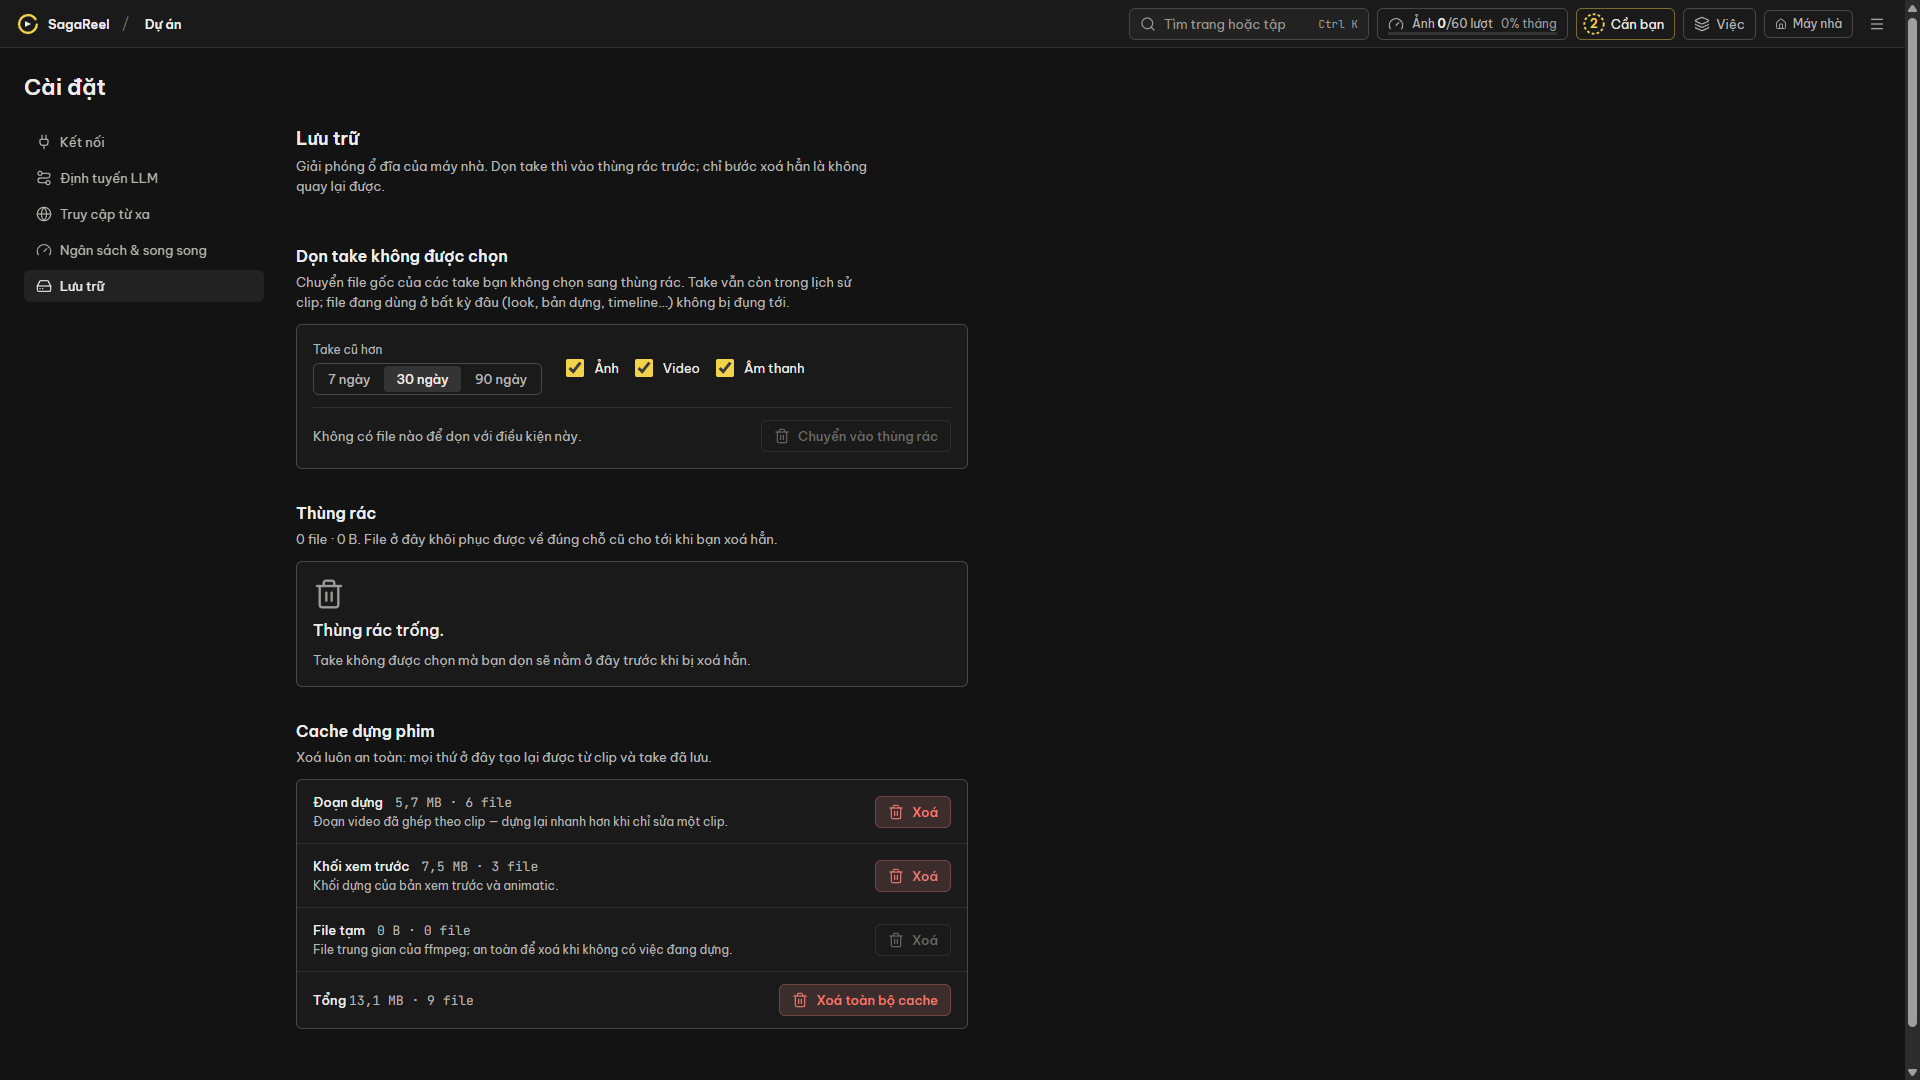 SagaReel / Dự án
Tìm trang hoặc tập Ctrl K
Ảnh 0/60 lượt 0% tháng
2 Cần bạn
Việc
Máy nhà
Cài đặt
Kết nối
Định tuyến LLM
Truy cập từ xa
Ngân sách & song song
Lưu trữ
Lưu trữ
Giải phóng ổ đĩa của máy nhà. Dọn take thì vào thùng rác trước; chỉ bước xoá hẳn là không
quay lại được.
Dọn take không được chọn
Chuyển file gốc của các take bạn không chọn sang thùng rác. Take vẫn còn trong lịch sử
clip; file đang dùng ở bất kỳ đâu (look, bản dựng, timeline…) không bị đụng tới.
Take cũ hơn
7 ngày 30 ngày 90 ngày
Ảnh Video Âm thanh
Không có file nào để dọn với điều kiện này.
Chuyển vào thùng rác
Thùng rác
0 file · 0 B. File ở đây khôi phục được về đúng chỗ cũ cho tới khi bạn xoá hẳn.
Thùng rác trống.
Take không được chọn mà bạn dọn sẽ nằm ở đây trước khi bị xoá hẳn.
Cache dựng phim
Xoá luôn an toàn: mọi thứ ở đây tạo lại được từ clip và take đã lưu.
Đoạn dựng 5,7 MB · 6 file
Đoạn video đã ghép theo clip — dựng lại nhanh hơn khi chỉ sửa một clip.
Xoá
Khối xem trước 7,5 MB · 3 file
Khối dựng của bản xem trước và animatic.
Xoá
File tạm 0 B · 0 file
File trung gian của ffmpeg; an toàn để xoá khi không có việc đang dựng.
Xoá
Tổng 13,1 MB · 9 file
Xoá toàn bộ cache